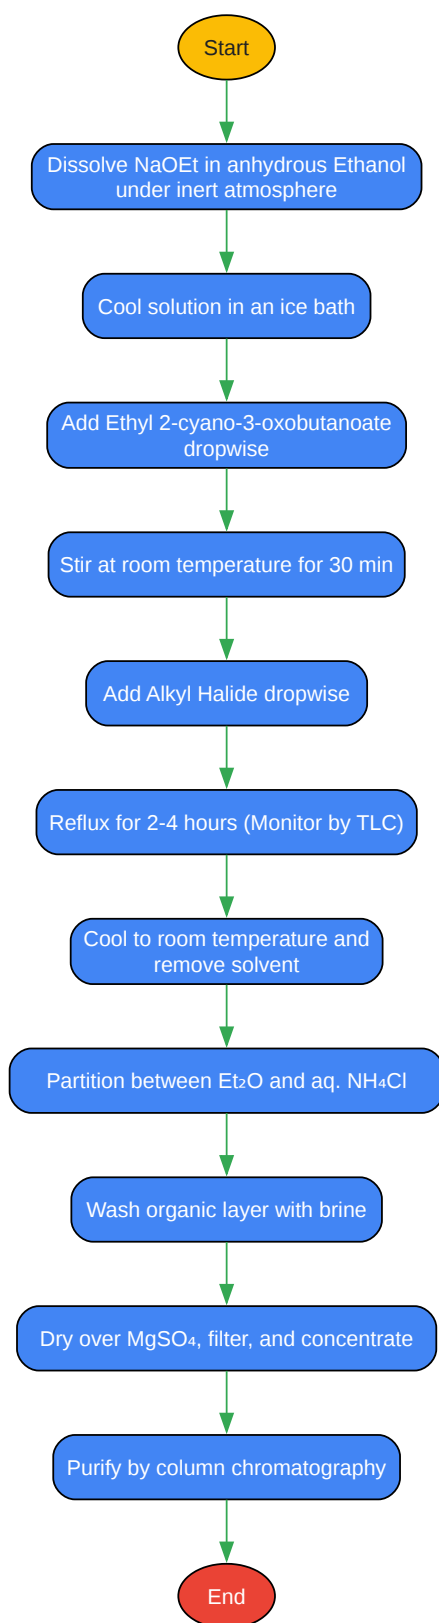 Start
Dissolve NaOEt in anhydrous Ethanol
under inert atmosphere
Cool solution in an ice bath
Add Ethyl 2-cyano-3-oxobutanoate
dropwise
Stir at room temperature for 30 min
Add Alkyl Halide dropwise
Reflux for 2-4 hours (Monitor by TLC)
Cool to room temperature and
remove solvent
Partition between Et₂O and aq. NH₄Cl
Wash organic layer with brine
Dry over MgSO₄, filter, and concentrate
Purify by column chromatography
End